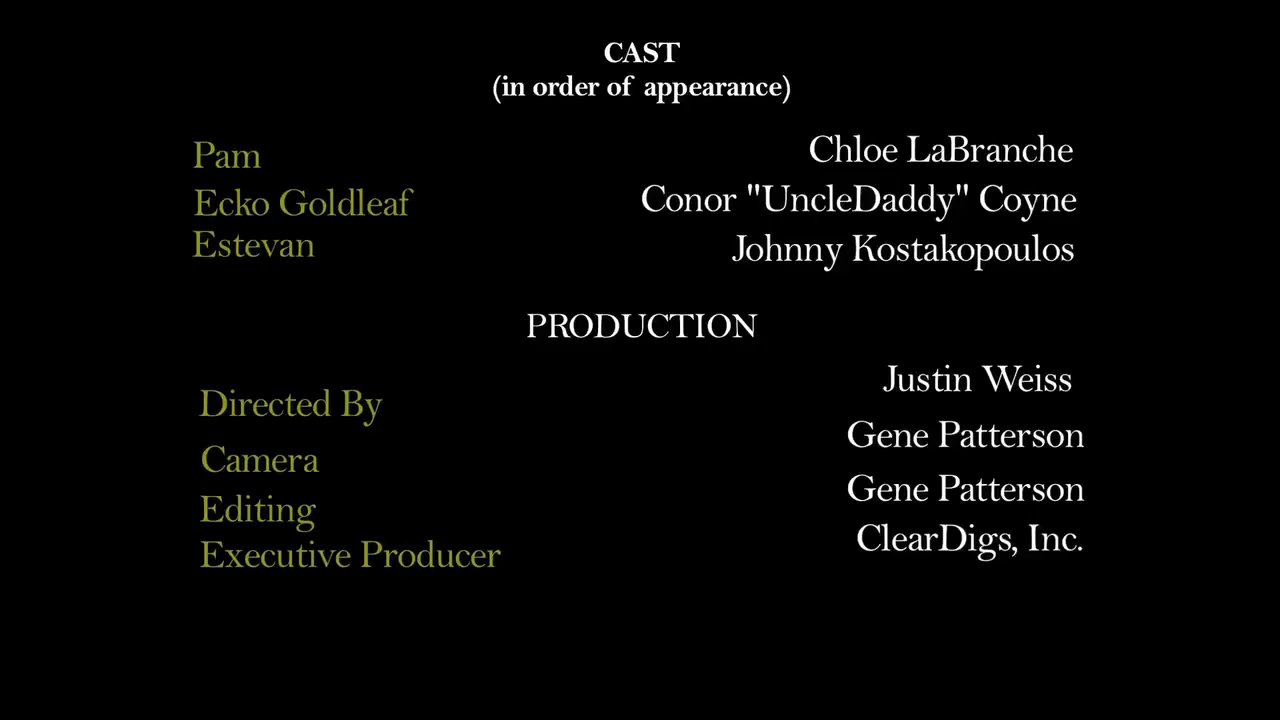 CAST
(in order of appearance)
Pam Chloe LaBranche
Ecko Goldleaf Conor "UncleDaddy" Coyne
Estevan Johnny Kostakopoulos
PRODUCTION
Directed By Justin Weiss
Camera Gene Patterson
Editing Gene Patterson
Executive Producer ClearDigs, Inc.